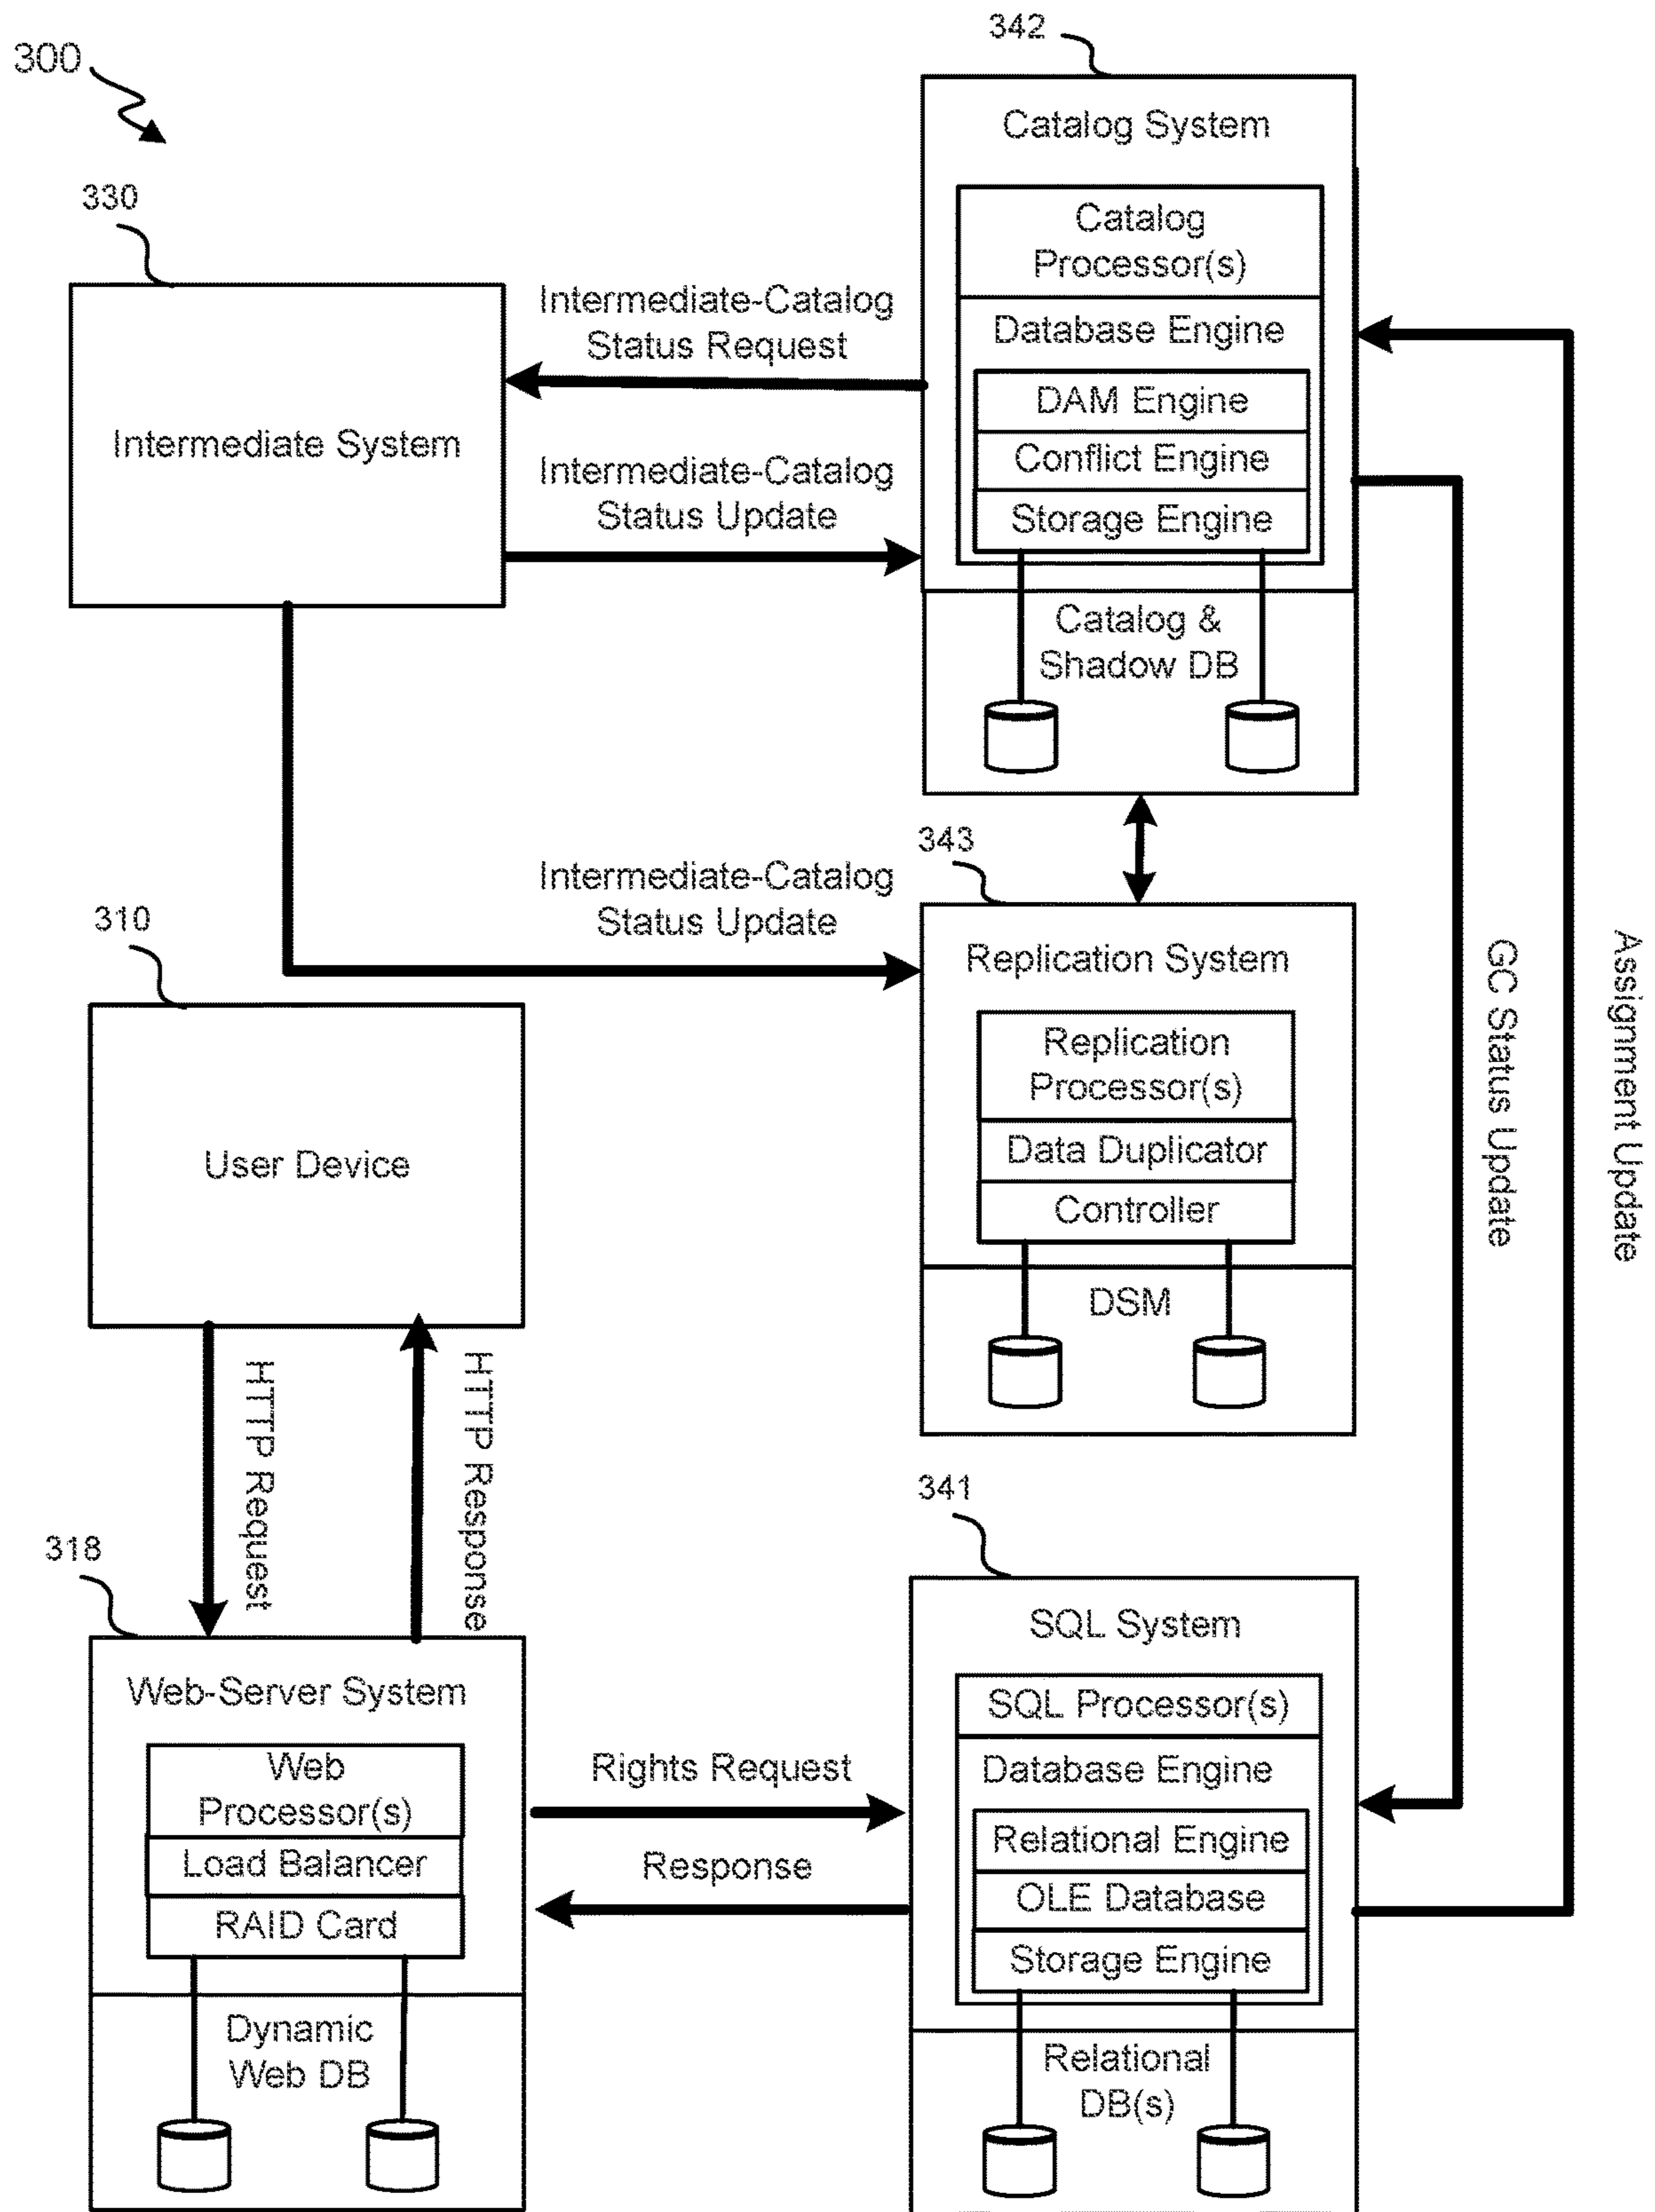 342
300
Catalog System
330
Catalog
Processor(s)
Intermediate-Catalog
Status Request
Database Engine
DAM Engine
Intermediate System
Conflict Engine
Intermediate-Catalog
Status Update
Storage Engine
Catalog &
Shadow DB
343
Intermediate-Catalog
Status Update
310
Replication System
GC Status Update
Assignment Update
Replication
Processor(s)
User Device
Data Duplicator
Controller
DSM
HTTP Request
HTTP Response
341
318
SQL System
Web-Server System
SQL Processor(s)
Web
Processor(s)
Rights Request
Database Engine
Relational Engine
Load Balancer
Response
OLE Database
RAID Card
Storage Engine
Dynamic
Web DB
Relational
DB(s)